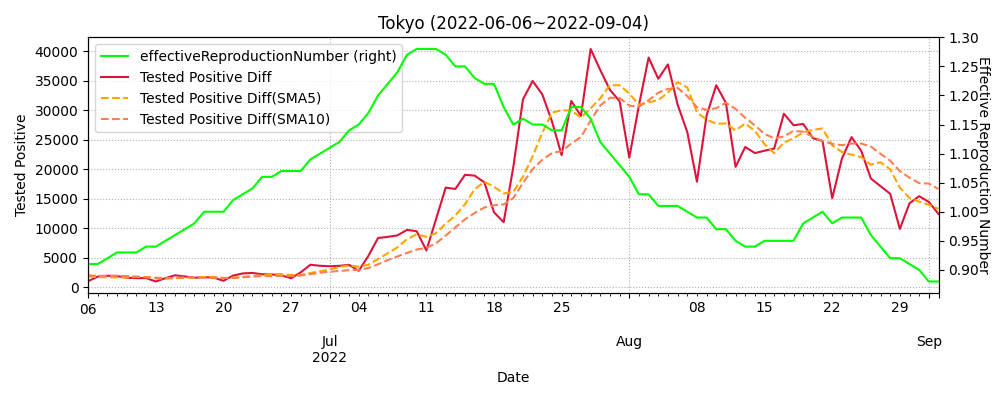 Tokyo (2022-06-06~2022-09-04)
effectiveReproductionNumber (right)
Tested Positive Diff
Tested Positive Diff(SMA5)
Tested Positive Diff(SMA10)
Tested Positive
40000
35000
30000
25000
20000
15000
10000
5000
0
1.30
1.25
1.20
1.15
1.10
1.05
1.00
0.95
0.90
Effective Reproduction Number
06 13 20 27 04 11 18 25 08 15 22 29
Jul Aug Sep
2022
Date